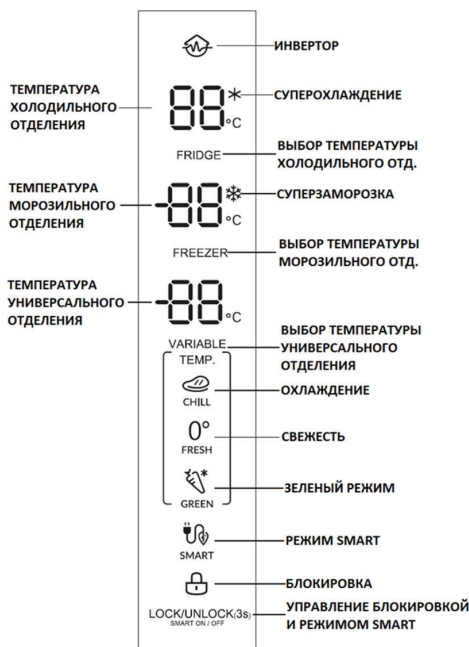 ИНВЕРТОР
ТЕМПЕРАТУРА
ХОЛОДИЛЬНОГО
ОТДЕЛЕНИЯ
88
°C
СУПЕРОХЛАЖДЕНИЕ
FRIDGE
ВЫБОР ТЕМПЕРАТУРЫ
ХОЛОДИЛЬНОГО ОТД.
ТЕМПЕРАТУРА
МОРОЗИЛЬНОГО
ОТДЕЛЕНИЯ
-88
°C
СУПЕРЗАМОРОЗКА
FREEZER
ВЫБОР ТЕМПЕРАТУРЫ
МОРОЗИЛЬНОГО ОТД.
ТЕМПЕРАТУРА
УНИВЕРСАЛЬНОГО
ОТДЕЛЕНИЯ
-88
°C
VARIABLE
TEMP.
ВЫБОР ТЕМПЕРАТУРЫ
УНИВЕРСАЛЬНОГО
ОТДЕЛЕНИЯ
CHILL
ОХЛАЖДЕНИЕ
0°
FRESH
СВЕЖЕСТЬ
GREEN
ЗЕЛЕНЫЙ РЕЖИМ
SMART
РЕЖИМ SMART
БЛОКИРОВКА
LOCK/UNLOCK(3s)
SMART ON / OFF
УПРАВЛЕНИЕ БЛОКИРОВКОЙ
И РЕЖИМОМ SMART